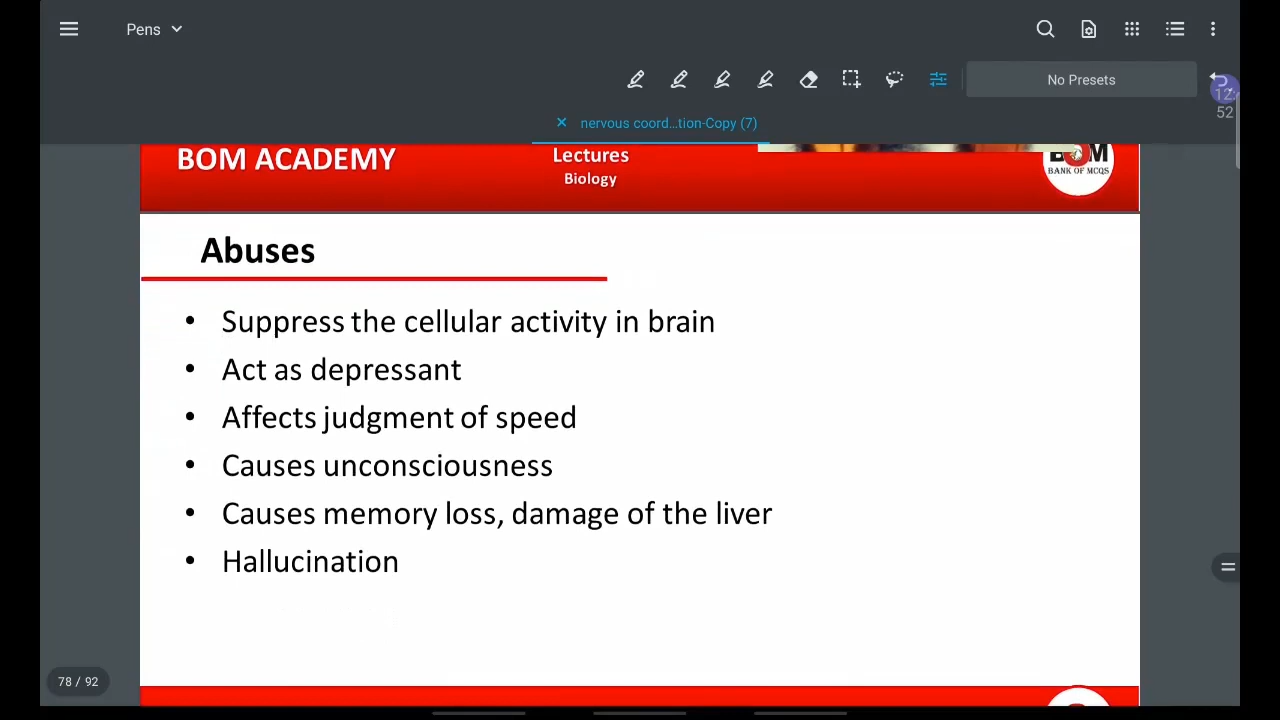 Pens
No Presets
nervous coord...tion-Copy (7)
52
BOM ACADEMY
Lectures
Biology
BANK OF MCQS
Abuses
• Suppress the cellular activity in brain
• Act as depressant
• Affects judgment of speed
• Causes unconsciousness
• Causes memory loss, damage of the liver
• Hallucination
78 / 92